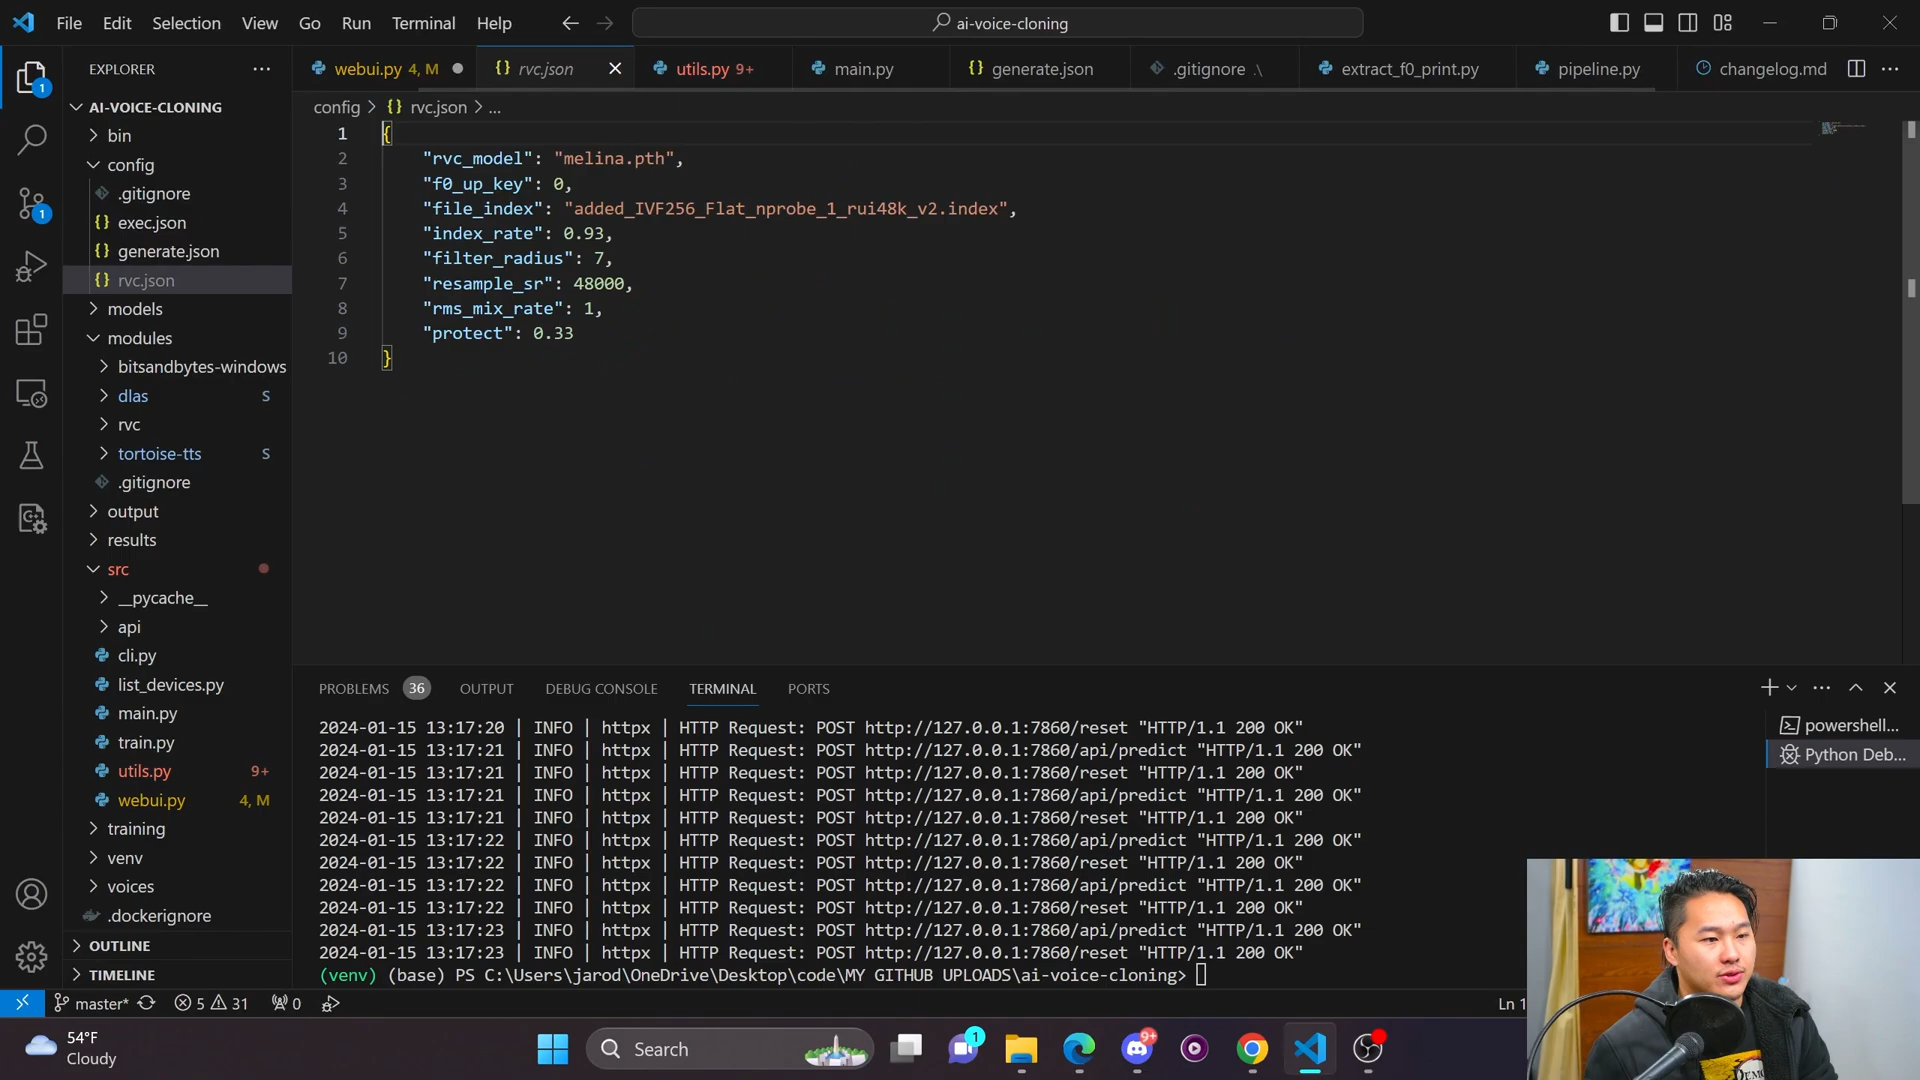 File Edit Selection View Go Run Terminal Help
ai-voice-cloning
EXPLORER
webui.py 4, M
rvc.json
utils.py 9+
main.py
generate.json
.gitignore .\
extract_f0_print.py
pipeline.py
changelog.md
1
AI-VOICE-CLONING
bin
config
.gitignore
exec.json
generate.json
rvc.json
models
modules
bitsandbytes-windows
dlas S
rvc
tortoise-tts S
.gitignore
output
results
src
__pycache__
api
cli.py
list_devices.py
main.py
train.py
utils.py 9+
webui.py 4, M
training
venv
voices
.dockerignore
OUTLINE
TIMELINE
1
config > {} rvc.json > ...
1 {
2 "rvc_model": "melina.pth",
3 "f0_up_key": 0,
4 "file_index": "added_IVF256_Flat_nprobe_1_rui48k_v2.index",
5 "index_rate": 0.93,
6 "filter_radius": 7,
7 "resample_sr": 48000,
8 "rms_mix_rate": 1,
9 "protect": 0.33
10 }
PROBLEMS 36 OUTPUT DEBUG CONSOLE TERMINAL PORTS
2024-01-15 13:17:20 | INFO | httpx | HTTP Request: POST http://127.0.0.1:7860/reset "HTTP/1.1 200 OK"
2024-01-15 13:17:21 | INFO | httpx | HTTP Request: POST http://127.0.0.1:7860/api/predict "HTTP/1.1 200 OK"
2024-01-15 13:17:21 | INFO | httpx | HTTP Request: POST http://127.0.0.1:7860/reset "HTTP/1.1 200 OK"
2024-01-15 13:17:21 | INFO | httpx | HTTP Request: POST http://127.0.0.1:7860/api/predict "HTTP/1.1 200 OK"
2024-01-15 13:17:21 | INFO | httpx | HTTP Request: POST http://127.0.0.1:7860/reset "HTTP/1.1 200 OK"
2024-01-15 13:17:22 | INFO | httpx | HTTP Request: POST http://127.0.0.1:7860/api/predict "HTTP/1.1 200 OK"
2024-01-15 13:17:22 | INFO | httpx | HTTP Request: POST http://127.0.0.1:7860/reset "HTTP/1.1 200 OK"
2024-01-15 13:17:22 | INFO | httpx | HTTP Request: POST http://127.0.0.1:7860/api/predict "HTTP/1.1 200 OK"
2024-01-15 13:17:22 | INFO | httpx | HTTP Request: POST http://127.0.0.1:7860/reset "HTTP/1.1 200 OK"
2024-01-15 13:17:23 | INFO | httpx | HTTP Request: POST http://127.0.0.1:7860/api/predict "HTTP/1.1 200 OK"
2024-01-15 13:17:23 | INFO | httpx | HTTP Request: POST http://127.0.0.1:7860/reset "HTTP/1.1 200 OK"
(venv) (base) PS C:\Users\jarod\OneDrive\Desktop\code\MY GITHUB UPLOADS\ai-voice-cloning>
powershell...
Python Deb...
master* 5 31 0
Ln 1
54°F
Cloudy
Search
1
9+